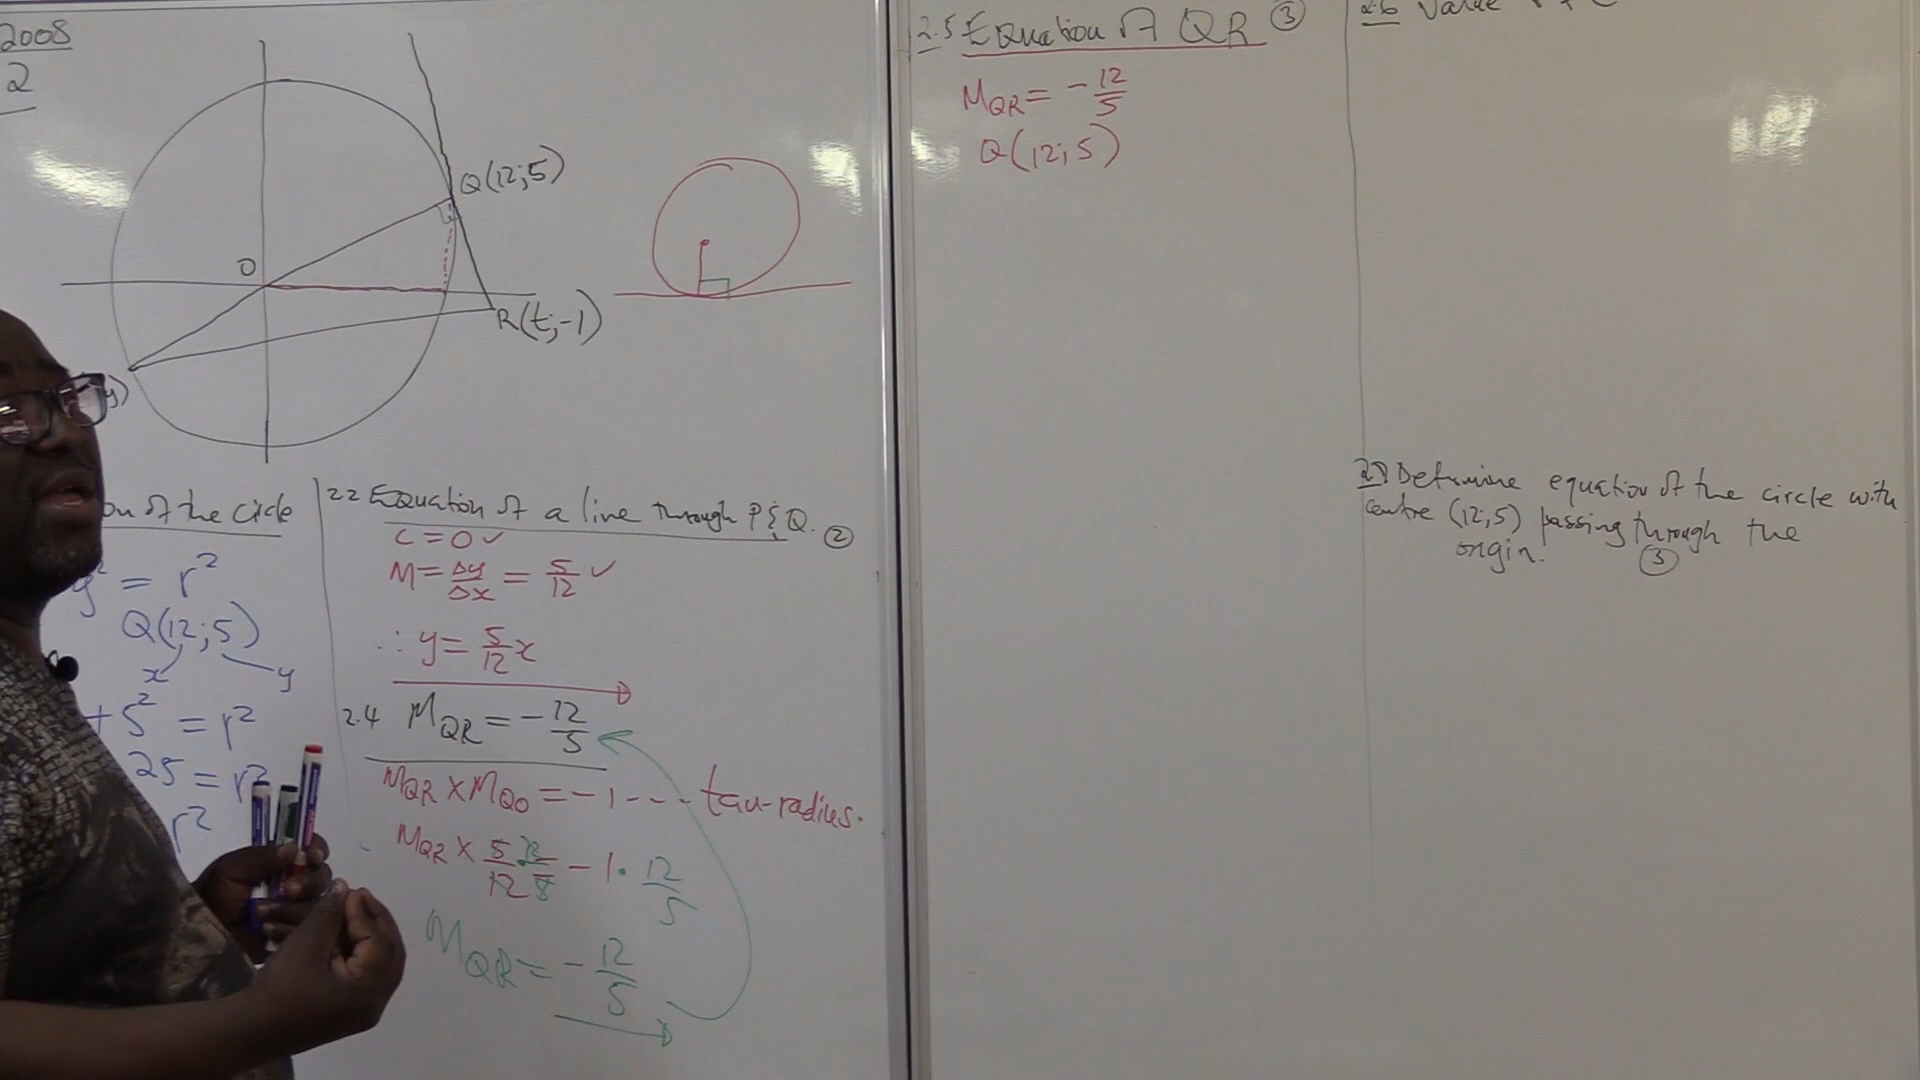 2008
2
Q(12;5)
O
R(t;-1)
y)
on of the circle
y² = r²
Q(12;5)
x y
+ 5² = r²
25 = r²
r²
2.2 Equation of a line through P & Q. ②
C = 0 ✓
M = Δy/Δx = 5/12 ✓
∴ y = 5/12 x
2.4 M_QR = -12/5
M_QR × M_QO = -1 --- tan-radius.
M_QR × 5/12 · 12/5 = -1 · 12/5
M_QR = -12/5
2.5 Equation of QR ③
M_QR = -12/5
Q(12;5)
2.6 Value
2.7 Determine equation of the circle with
centre (12;5) passing through the
origin. ③